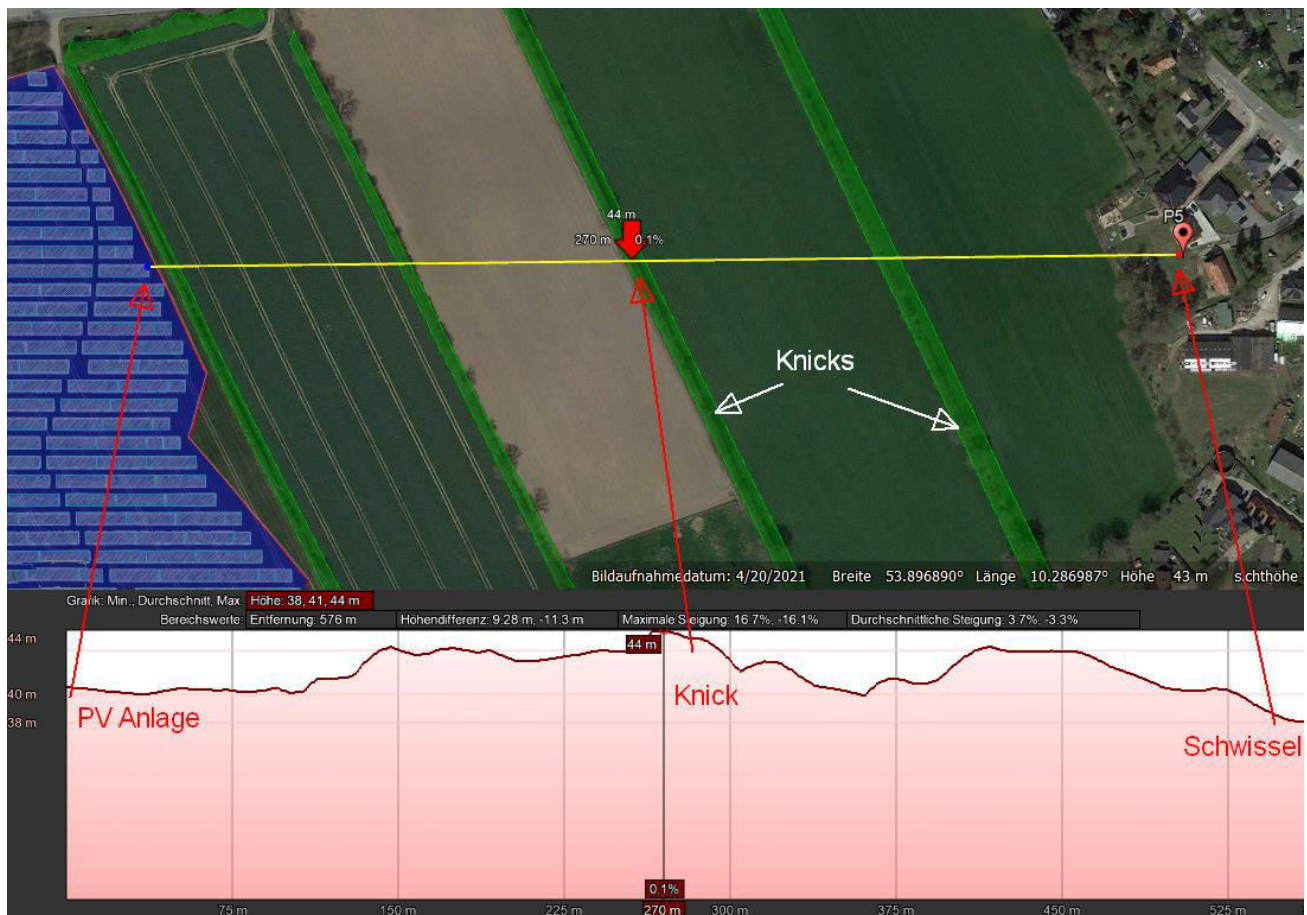 P5
44 m
270 m 0.1%
Knicks
Bildaufnahmedatum: 4/20/2021 Breite 53.896890° Länge 10.286987° Höhe 43 m sichthöhe
Grafik: Min., Durchschnitt, Max. Höhe: 38, 41, 44 m
Bereichswerte: Entfernung: 576 m Höhendifferenz: 9.28 m, -11.3 m Maximale Steigung: 16.7%, -16.1% Durchschnittliche Steigung: 3.7%, -3.3%
44 m
44 m
40 m
Knick
PV Anlage
38 m
Schwissel
0.1%
75 m 150 m 225 m 270 m 300 m 375 m 450 m 525 m